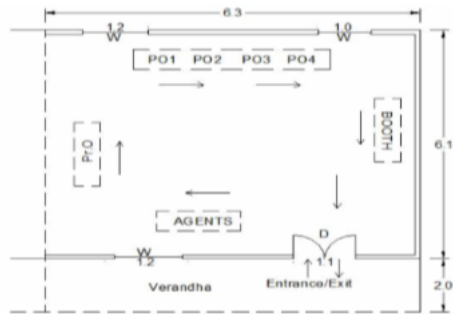 6.3
1.2
W
1.0
W
PO1 PO2 PO3 PO4
BOOTH
6.1
Pr.O
AGENTS
D
W
1.2
1.1
Verandha
Entrance/Exit
2.0